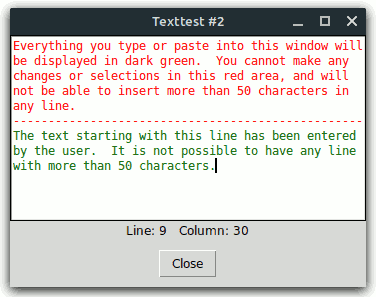 Texttest #2
Everything you type or paste into this window will
be displayed in dark green.  You cannot make any
changes or selections in this red area, and will
not be able to insert more than 50 characters in
any line.
--------------------------------------------------
The text starting with this line has been entered
by the user.  It is not possible to have any line
with more than 50 characters.
Line: 9   Column: 30
Close